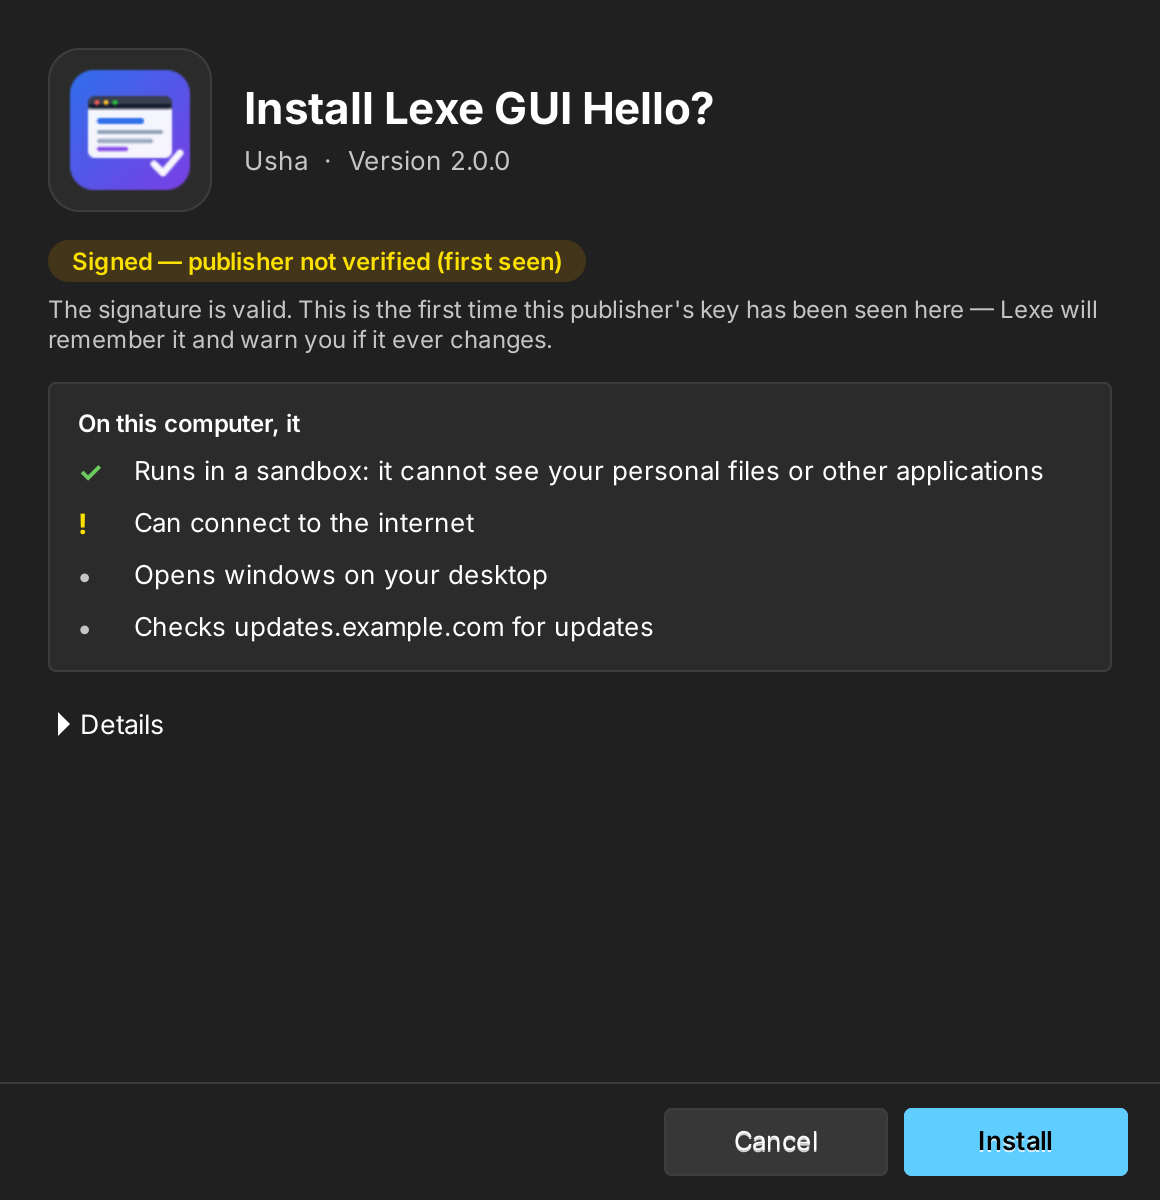 Install Lexe GUI Hello?
Usha · Version 2.0.0
Signed — publisher not verified (first seen)
The signature is valid. This is the first time this publisher's key has been seen here — Lexe will
remember it and warn you if it ever changes.
On this computer, it
✓ Runs in a sandbox: it cannot see your personal files or other applications
! Can connect to the internet
• Opens windows on your desktop
• Checks updates.example.com for updates
Details
Cancel Install